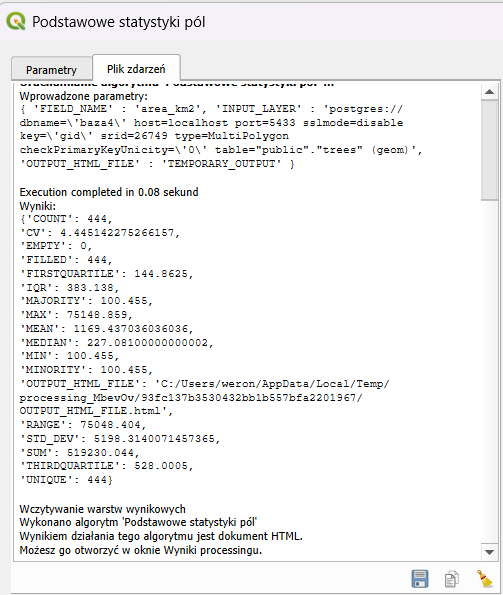 Podstawowe statystyki pól
Parametry
Plik zdarzeń
Wprowadzone parametry:
{ 'FIELD_NAME' : 'area_km2', 'INPUT_LAYER' : 'postgres://
dbname=\'baza4\' host=localhost port=5433 sslmode=disable
key=\'gid\' srid=26749 type=MultiPolygon
checkPrimaryKeyUnicity=\'0\' table="public"."trees" (geom)',
'OUTPUT_HTML_FILE' : 'TEMPORARY_OUTPUT' }
Execution completed in 0.08 sekund
Wyniki:
{'COUNT': 444,
'CV': 4.445142275266157,
'EMPTY': 0,
'FILLED': 444,
'FIRSTQUARTILE': 144.8625,
'IQR': 383.138,
'MAJORITY': 100.455,
'MAX': 75148.859,
'MEAN': 1169.437036036036,
'MEDIAN': 227.08100000000002,
'MIN': 100.455,
'MINORITY': 100.455,
'OUTPUT_HTML_FILE': 'C:/Users/weron/AppData/Local/Temp/
processing_MbevOv/93fc137b3530432bb1b557bfa2201967/
OUTPUT_HTML_FILE.html',
'RANGE': 75048.404,
'STD_DEV': 5198.3140071457365,
'SUM': 519230.044,
'THIRDQUARTILE': 528.0005,
'UNIQUE': 444}
Wczytywanie warstw wynikowych
Wykonano algorytm 'Podstawowe statystyki pól'
Wynikiem działania tego algorytmu jest dokument HTML.
Możesz go otworzyć w oknie Wyniki processingu.